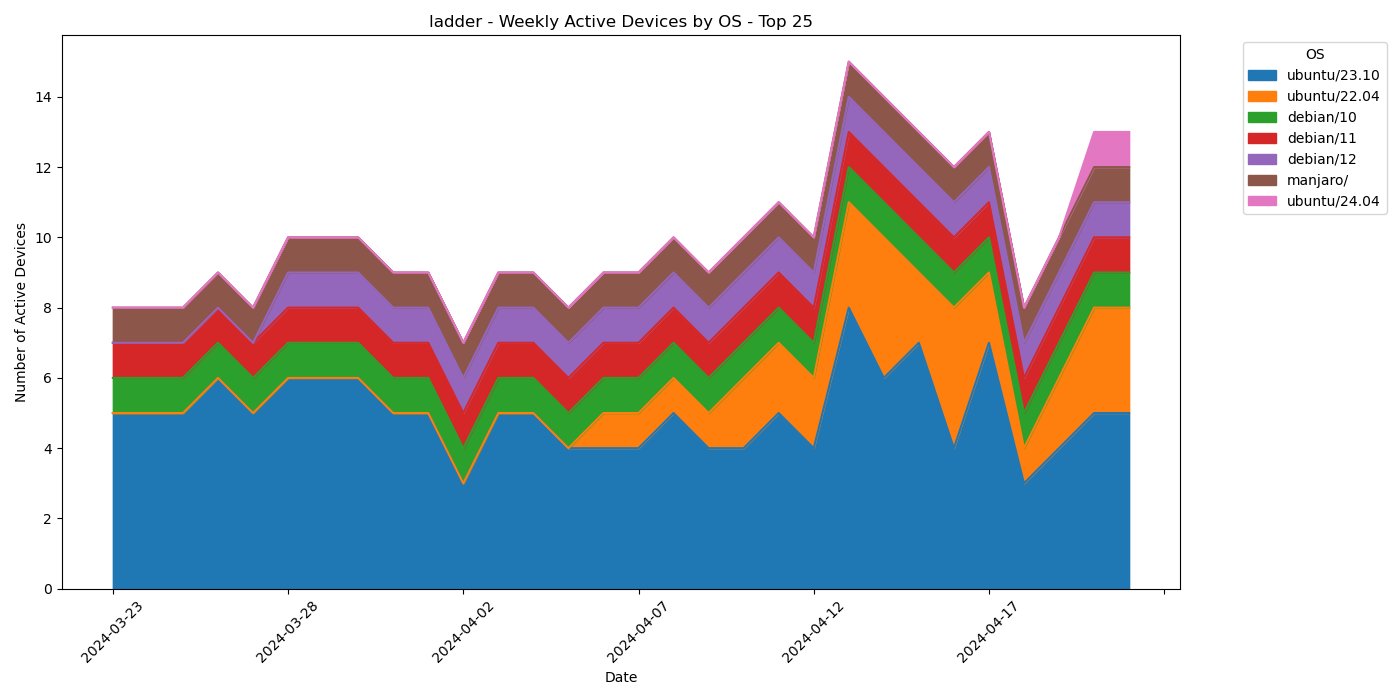 ladder - Weekly Active Devices by OS - Top 25
OS
ubuntu/23.10
ubuntu/22.04
debian/10
debian/11
debian/12
manjaro/
ubuntu/24.04
Number of Active Devices
14
12
10
8
6
4
2
0
2024-03-23
2024-03-28
2024-04-02
2024-04-07
2024-04-12
2024-04-17
Date